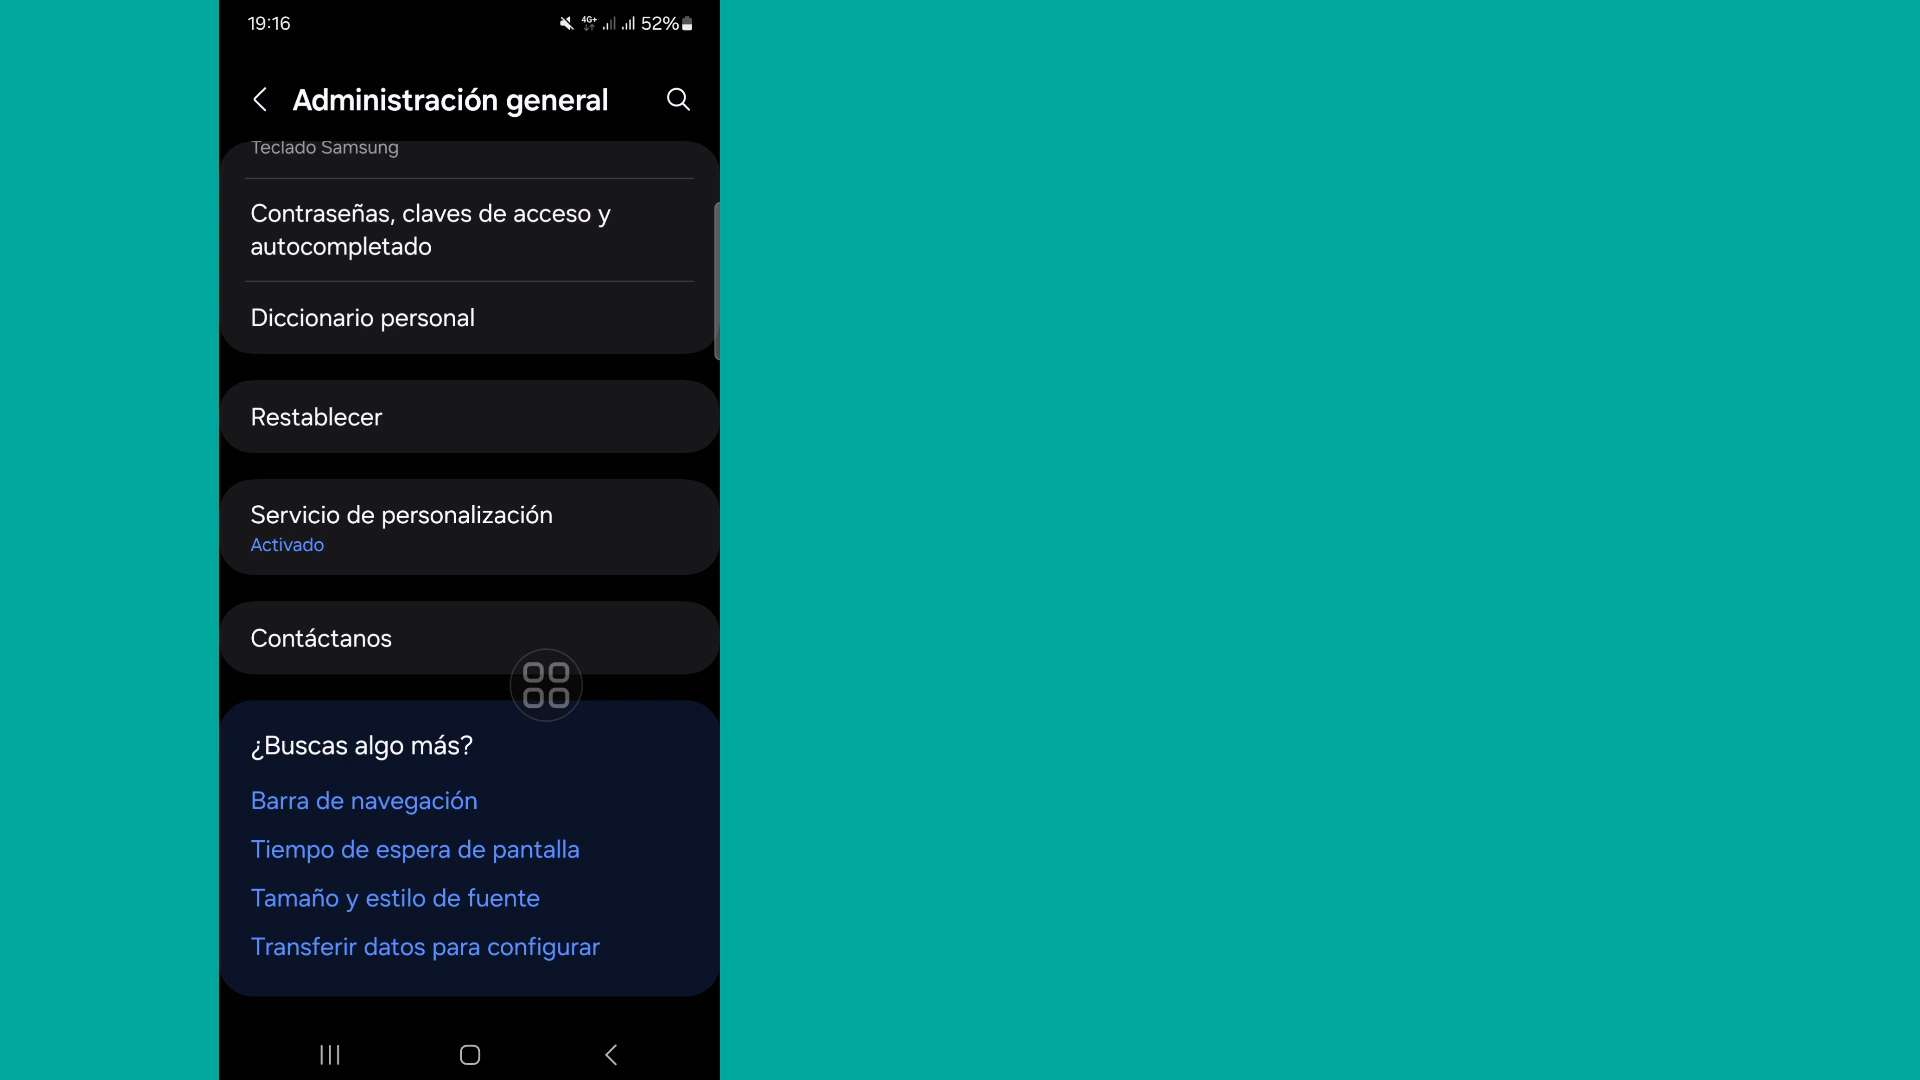 19:16
4G+
52%
Administración general
Teclado Samsung
Contraseñas, claves de acceso y
autocompletado
Diccionario personal
Restablecer
Servicio de personalización
Activado
Contáctanos
¿Buscas algo más?
Barra de navegación
Tiempo de espera de pantalla
Tamaño y estilo de fuente
Transferir datos para configurar